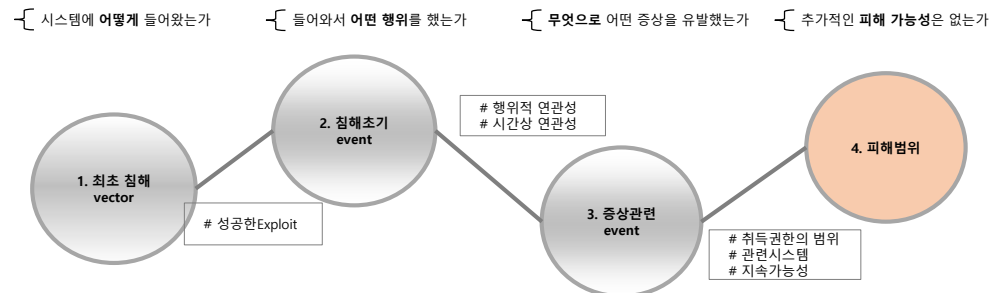 시스템에 어떻게 들어왔는가
들어와서 어떤 행위를 했는가
무엇으로 어떤 증상을 유발했는가
추가적인 피해 가능성은 없는가
1. 최초 침해
vector
# 성공한Exploit
2. 침해초기
event
# 행위적 연관성
# 시간상 연관성
3. 증상관련
event
# 취득권한의 범위
# 관련시스템
# 지속가능성
4. 피해범위